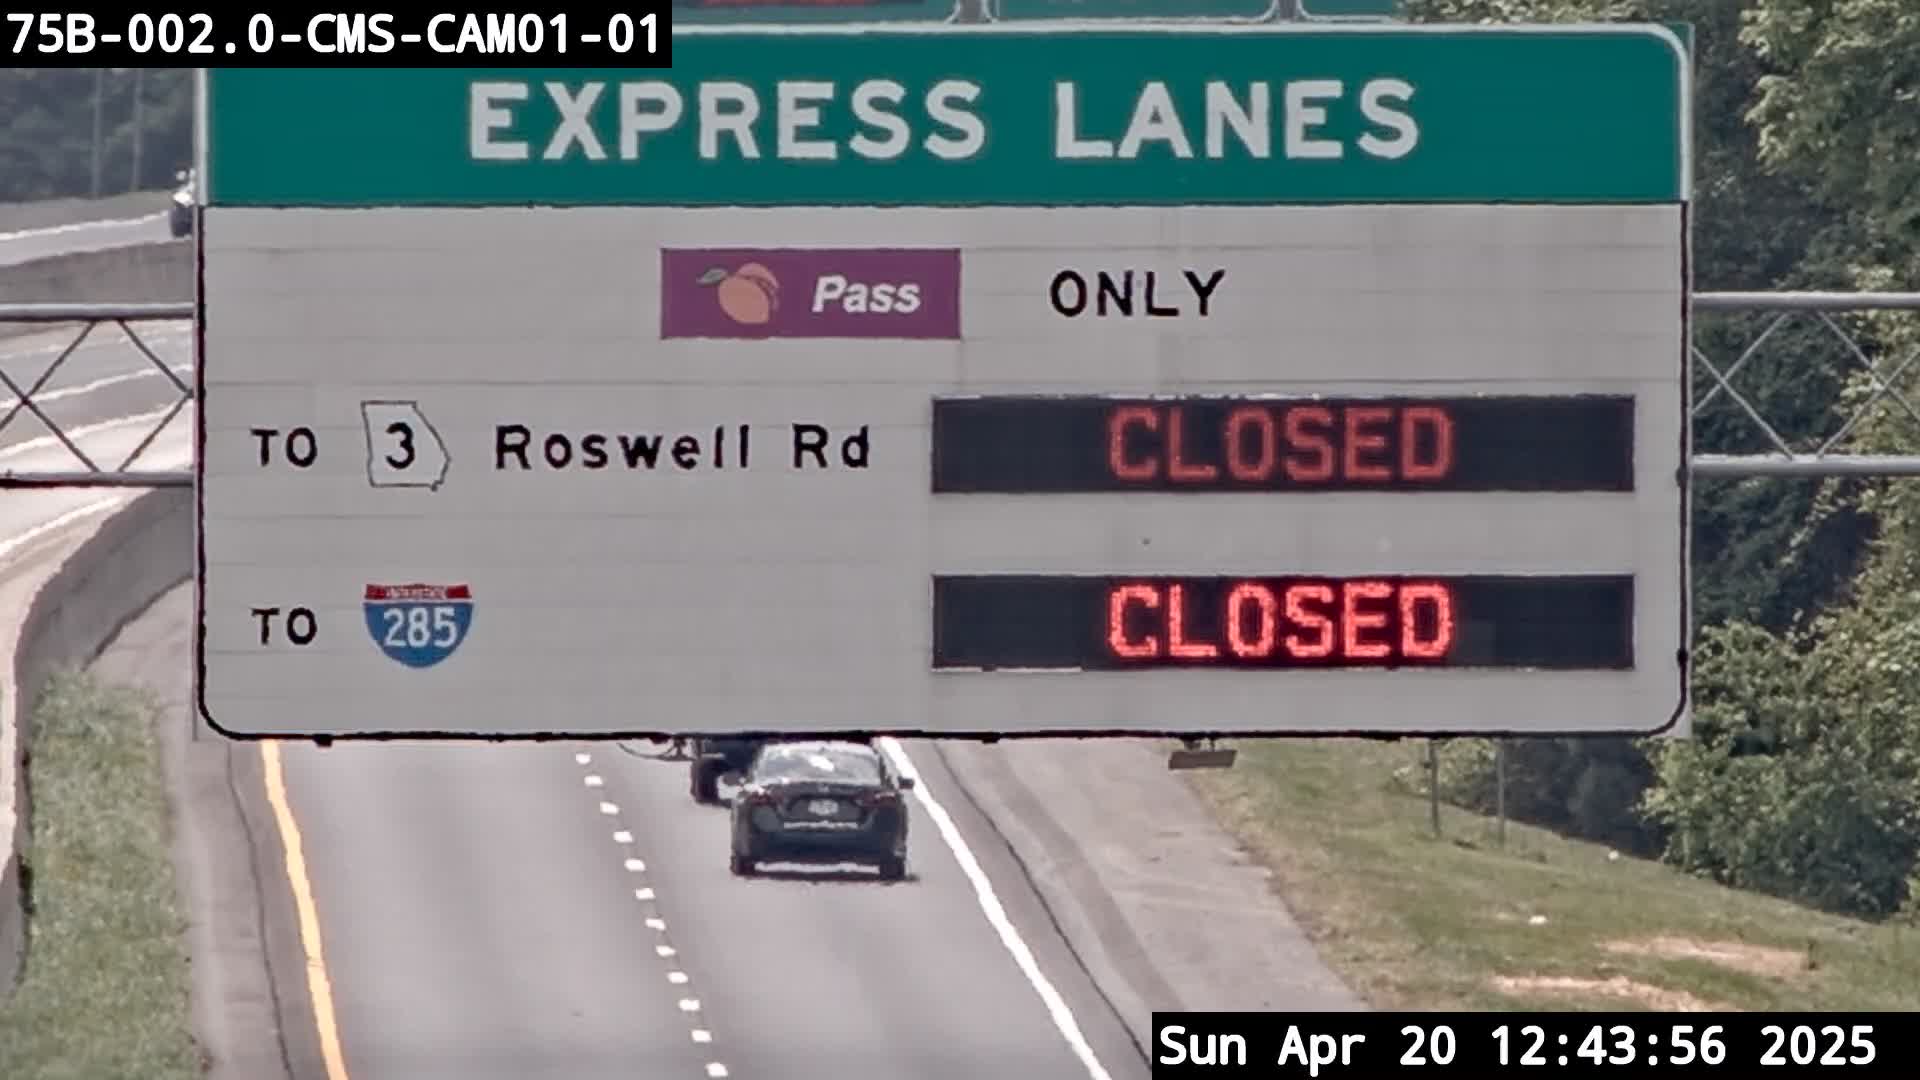 75B-002.0-CMS-CAM01-01
EXPRESS LANES
Pass ONLY
TO 3 Roswell Rd CLOSED
TO 285 CLOSED
Sun Apr 20 12:43:56 2025